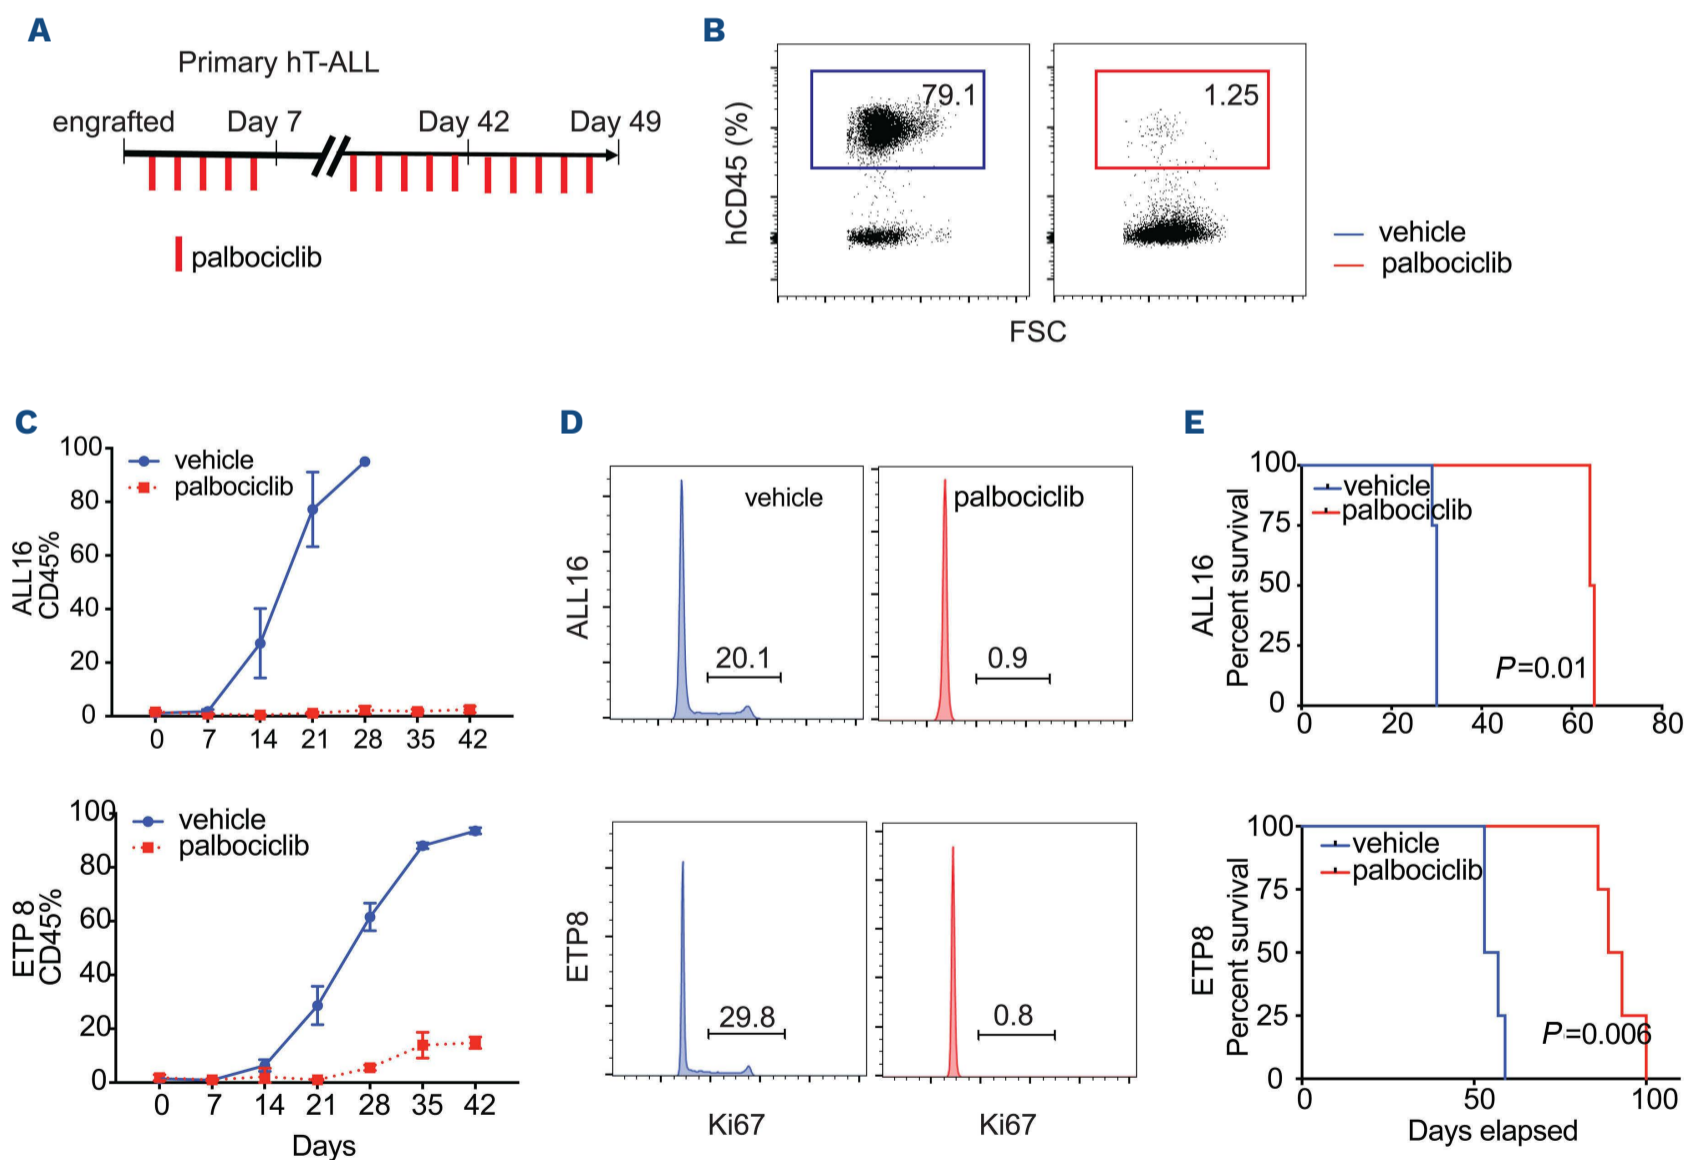 A
Primary hT-ALL
engrafted Day 7 Day 42 Day 49
palbociclib
B
hCD45 (%)
79.1
1.25
FSC
vehicle
palbociclib
C
ALL16
CD45%
100
80
60
40
20
0
vehicle
palbociclib
0 7 14 21 28 35 42
ETP 8
CD45%
100
80
60
40
20
0
vehicle
palbociclib
0 7 14 21 28 35 42
Days
D
ALL16
vehicle
20.1
palbociclib
0.9
ETP8
29.8
0.8
Ki67 Ki67
E
ALL16
Percent survival
100
75
50
25
0
vehicle
palbociclib
P=0.01
0 20 40 60 80
ETP8
Percent survival
100
75
50
25
0
vehicle
palbociclib
P=0.006
0 50 100
Days elapsed